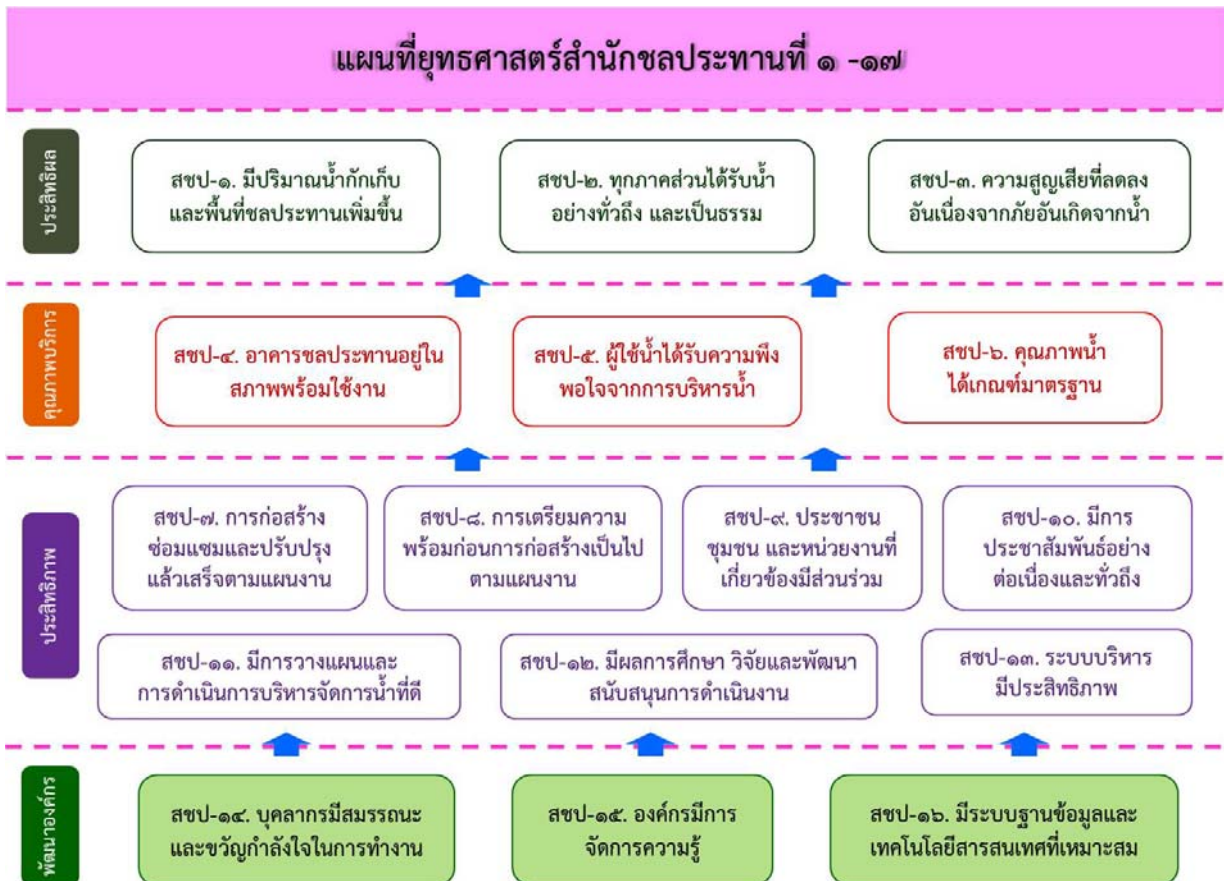 แผนที่ยุทธศาสตร์สำนักชลประทานที่ ๑ -๑๗
ประสิทธิผล
สชป-๑. มีปริมาณน้ำกักเก็บ
และพื้นที่ชลประทานเพิ่มขึ้น
สชป-๒. ทุกภาคส่วนได้รับน้ำ
อย่างทั่วถึง และเป็นธรรม
สชป-๓. ความสูญเสียที่ลดลง
อันเนื่องจากภัยอันเกิดจากน้ำ
คุณภาพบริการ
สชป-๔. อาคารชลประทานอยู่ใน
สภาพพร้อมใช้งาน
สชป-๕. ผู้ใช้น้ำได้รับความพึง
พอใจจากการบริหารน้ำ
สชป-๖. คุณภาพน้ำ
ได้เกณฑ์มาตรฐาน
ประสิทธิภาพ
สชป-๗. การก่อสร้าง
ซ่อมแซมและปรับปรุง
แล้วเสร็จตามแผนงาน
สชป-๘. การเตรียมความ
พร้อมก่อนการก่อสร้างเป็นไป
ตามแผนงาน
สชป-๙. ประชาชน
ชุมชน และหน่วยงานที่
เกี่ยวข้องมีส่วนร่วม
สชป-๑๐. มีการ
ประชาสัมพันธ์อย่าง
ต่อเนื่องและทั่วถึง
สชป-๑๑. มีการวางแผนและ
การดำเนินการบริหารจัดการน้ำที่ดี
สชป-๑๒. มีผลการศึกษา วิจัยและพัฒนา
สนับสนุนการดำเนินงาน
สชป-๑๓. ระบบบริหาร
มีประสิทธิภาพ
พัฒนาองค์กร
สชป-๑๔. บุคลากรมีสมรรถนะ
และขวัญกำลังใจในการทำงาน
สชป-๑๕. องค์กรมีการ
จัดการความรู้
สชป-๑๖. มีระบบฐานข้อมูลและ
เทคโนโลยีสารสนเทศที่เหมาะสม